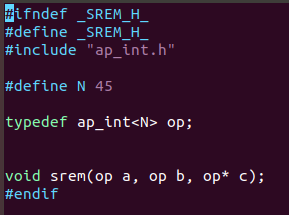 #ifndef _SREM_H_
#define _SREM_H_
#include "ap_int.h"
#define N 45
typedef ap_int<N> op;
void srem(op a, op b, op* c);
#endif